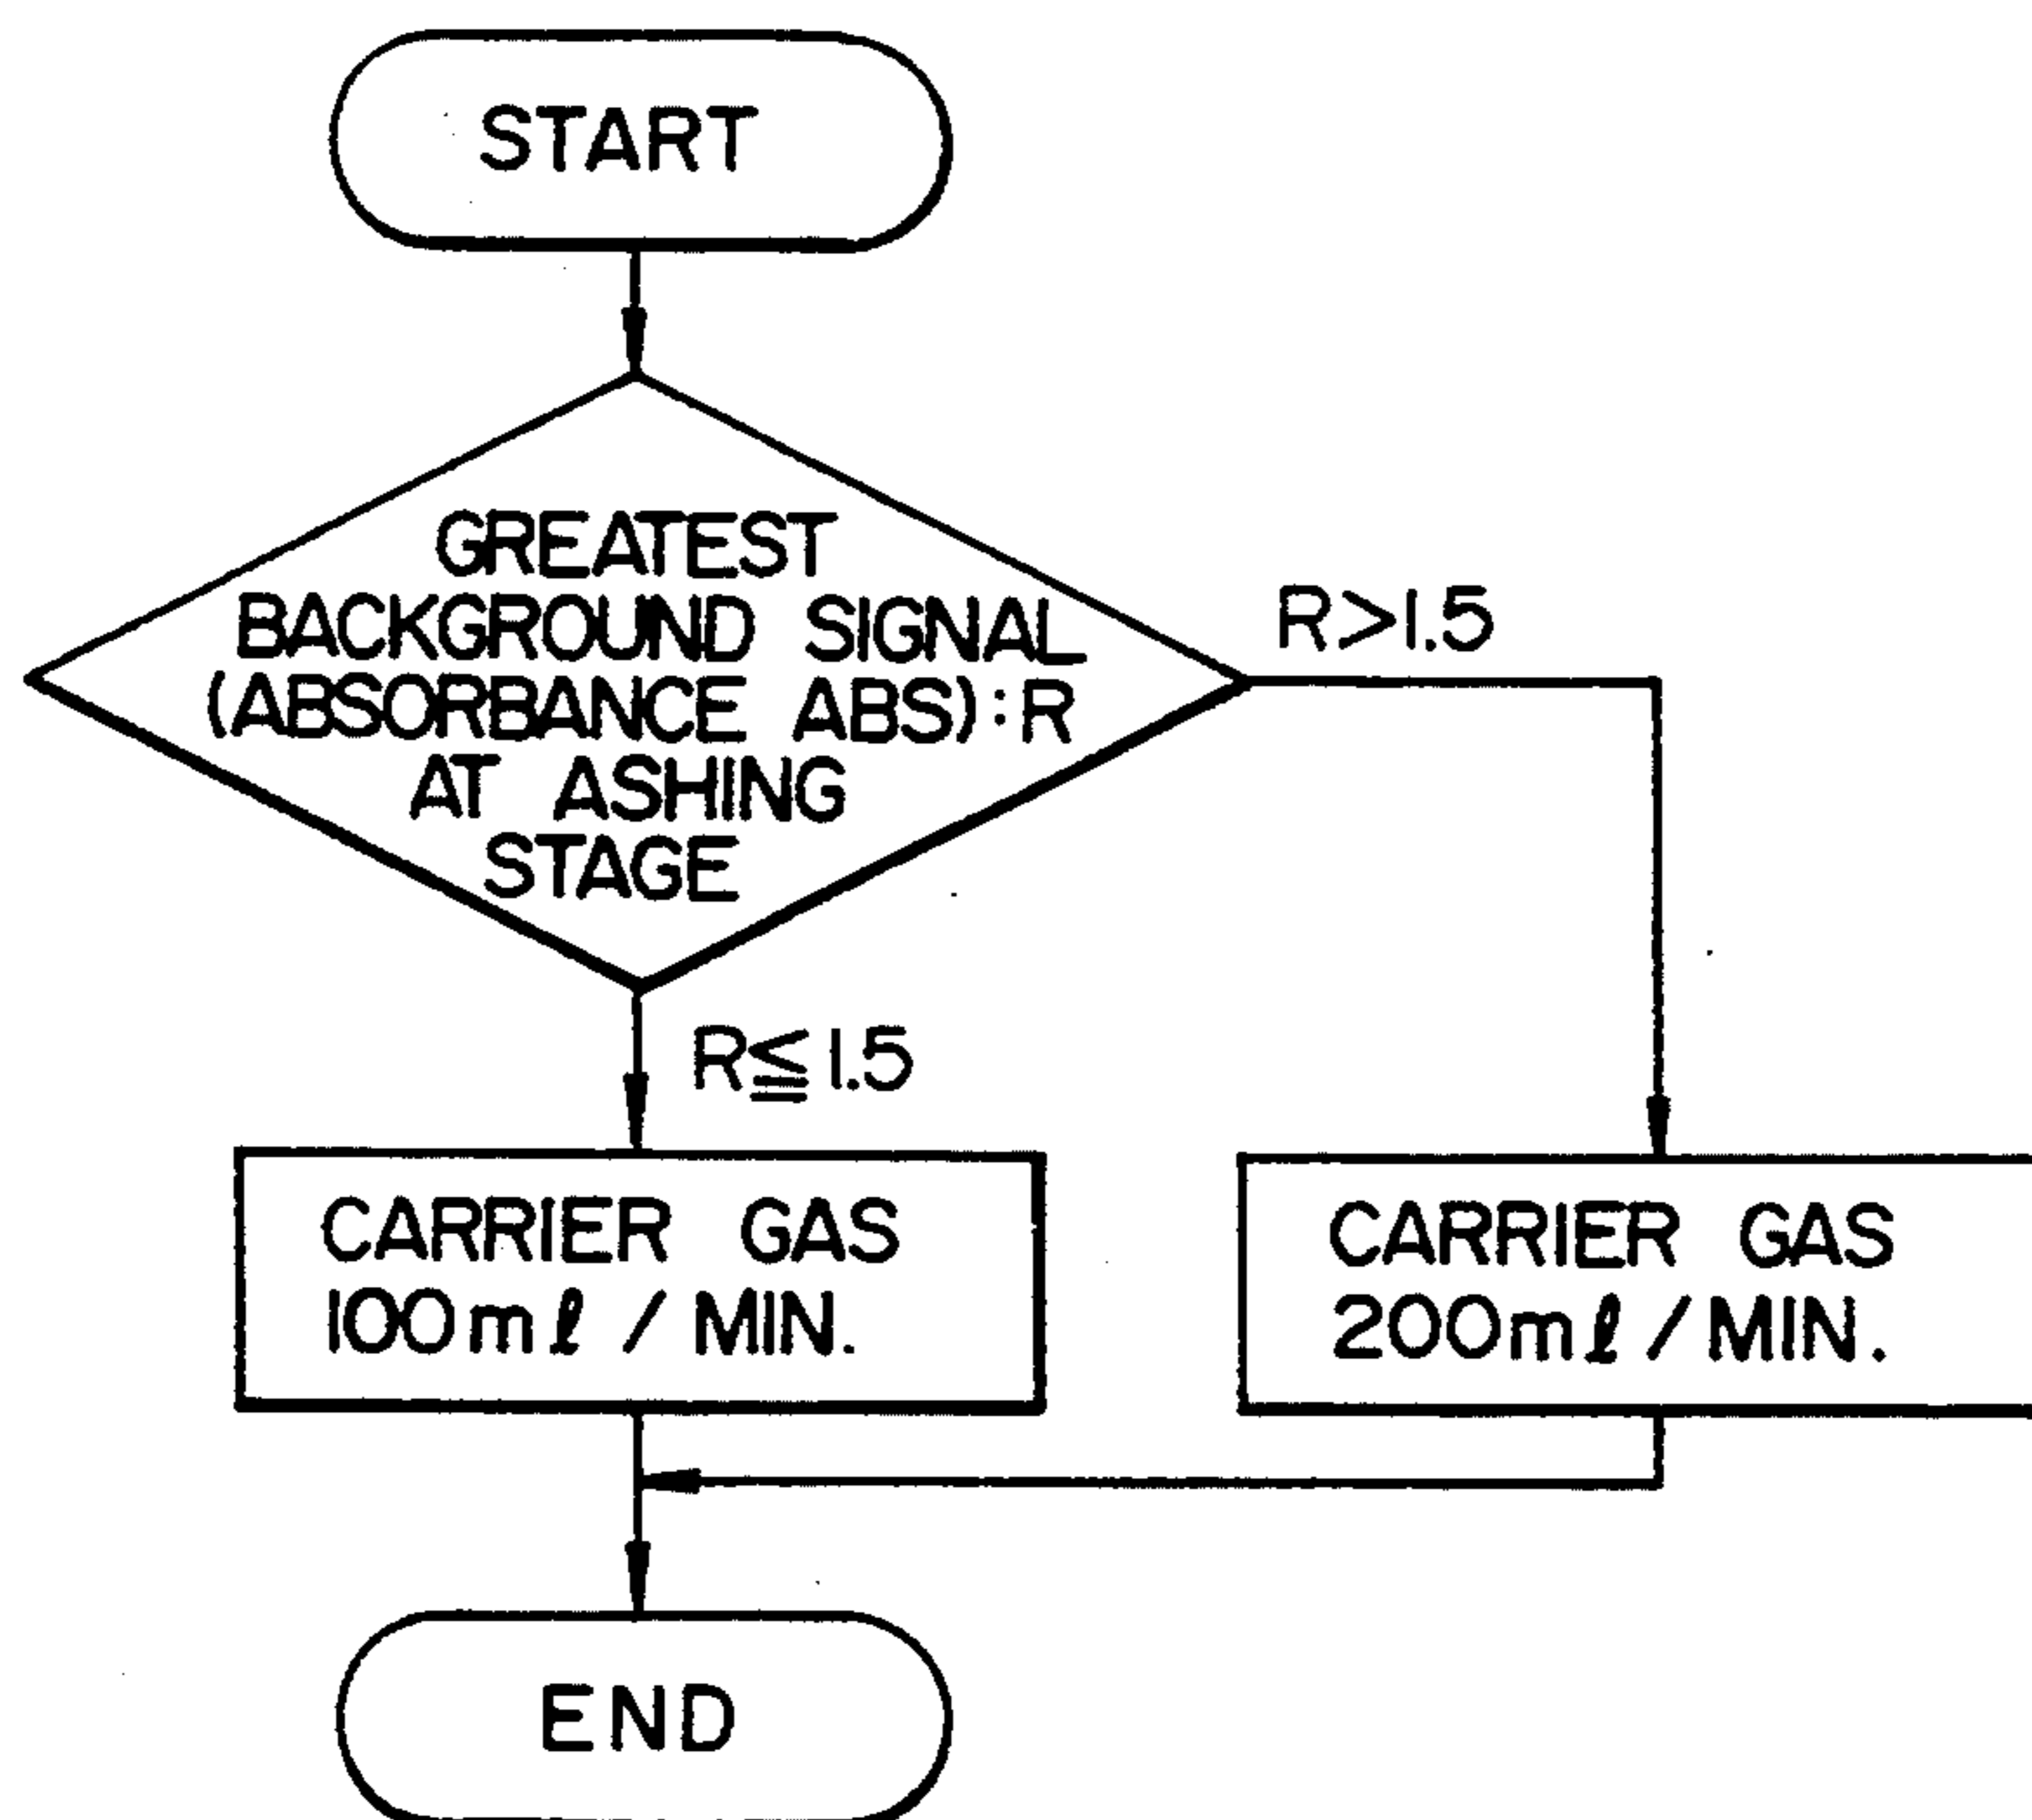 START
GREATEST
BACKGROUND SIGNAL
(ABSORBANCE ABS):R
AT ASHING
STAGE
R>1.5
R≦1.5
CARRIER GAS
100mℓ / MIN.
CARRIER GAS
200mℓ / MIN.
END